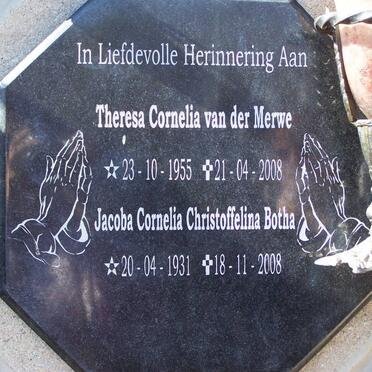 In Liefdevolle Herinnering Aan
Theresa Cornelia van der Merwe
☆ 23 - 10 - 1955 ✞ 21 - 04 - 2008
Jacoba Cornelia Christoffelina Botha
☆ 20 - 04 - 1931 ✞ 18 - 11 - 2008